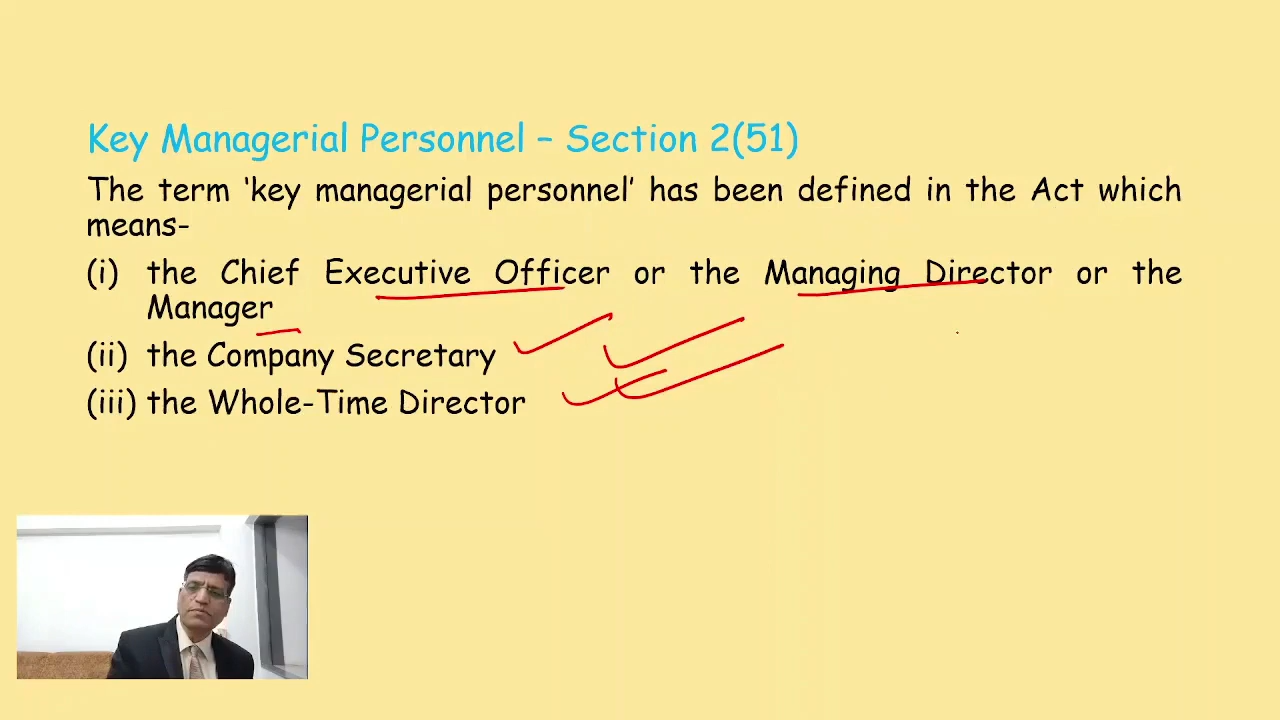 Key Managerial Personnel – Section 2(51)
The term ‘key managerial personnel’ has been defined in the Act which
means-
(i) the Chief Executive Officer or the Managing Director or the
Manager
(ii) the Company Secretary
(iii) the Whole-Time Director